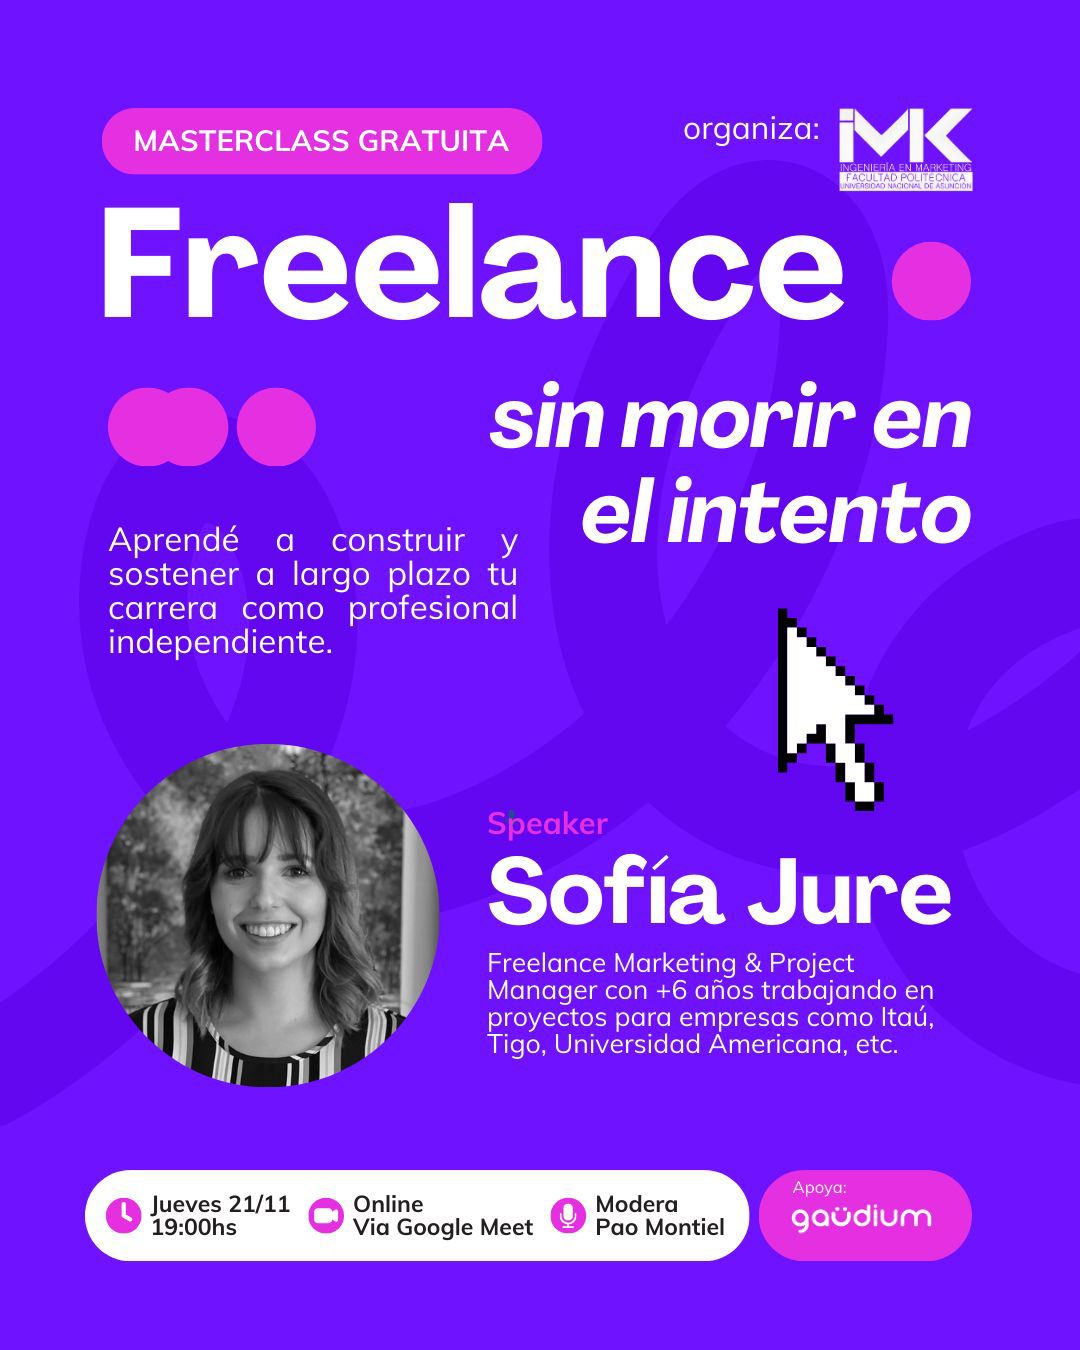 MASTERCLASS GRATUITA
organiza:
iMK
INGENIERÍA EN MARKETING
FACULTAD POLITÉCNICA
UNIVERSIDAD NACIONAL DE ASUNCIÓN
Freelance
sin morir en
el intento
Aprendé a construir y
sostener a largo plazo tu
carrera como profesional
independiente.
Speaker
Sofía Jure
Freelance Marketing & Project
Manager con +6 años trabajando en
proyectos para empresas como Itaú,
Tigo, Universidad Americana, etc.
Jueves 21/11
19:00hs
Online
Via Google Meet
Modera
Pao Montiel
Apoya:
gaüdium